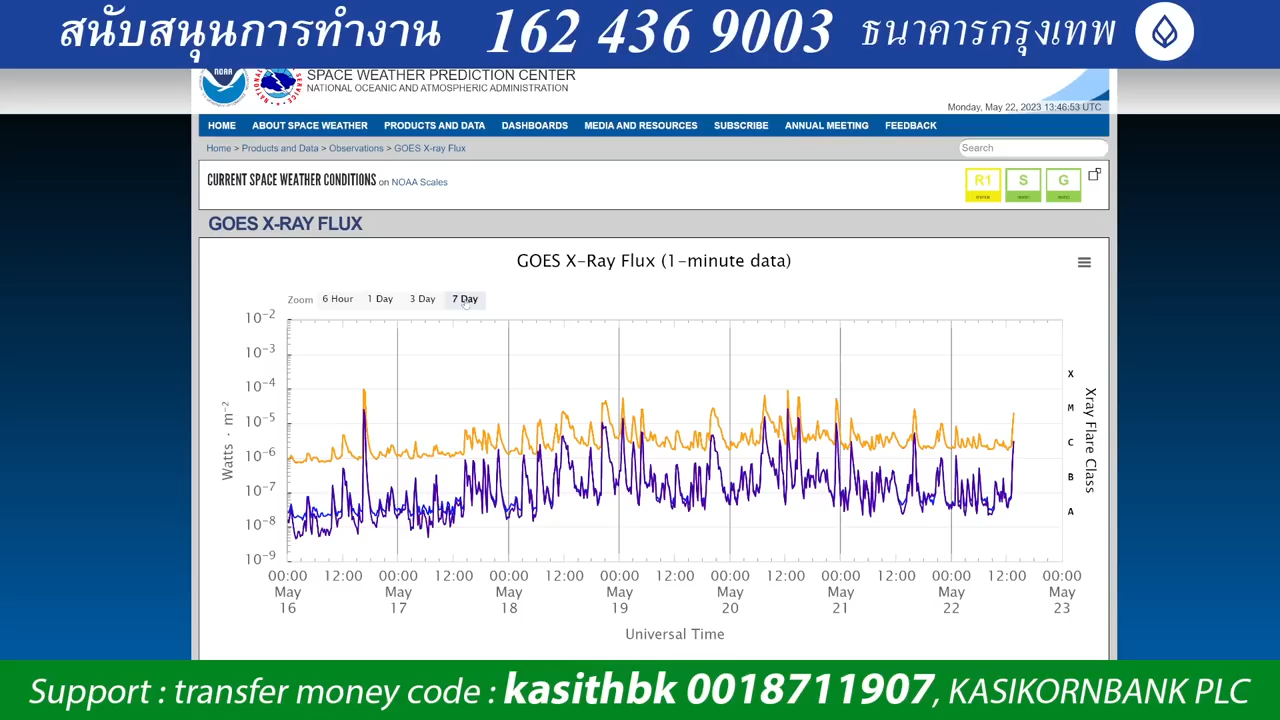 สนับสนุนการทำงาน 162 436 9003 ธนาคารกรุงเทพ
NOAA
SPACE WEATHER PREDICTION CENTER
NATIONAL OCEANIC AND ATMOSPHERIC ADMINISTRATION
Monday, May 22, 2023 13:46:53 UTC
HOME ABOUT SPACE WEATHER PRODUCTS AND DATA DASHBOARDS MEDIA AND RESOURCES SUBSCRIBE ANNUAL MEETING FEEDBACK
Home > Products and Data > Observations > GOES X-ray Flux Search
CURRENT SPACE WEATHER CONDITIONS on NOAA Scales R1 S G
GOES X-RAY FLUX
GOES X-Ray Flux (1-minute data)
Zoom 6 Hour 1 Day 3 Day 7 Day
10⁻²
10⁻³
10⁻⁴
10⁻⁵
10⁻⁶
10⁻⁷
10⁻⁸
10⁻⁹
Watts · m⁻²
X
M
C
B
A
Xray Flare Class
00:00 12:00 00:00 12:00 00:00 12:00 00:00 12:00 00:00 12:00 00:00 12:00 00:00 12:00 00:00
May May May May May May May May
16 17 18 19 20 21 22 23
Universal Time
Support : transfer money code : kasithbk 0018711907, KASIKORNBANK PLC